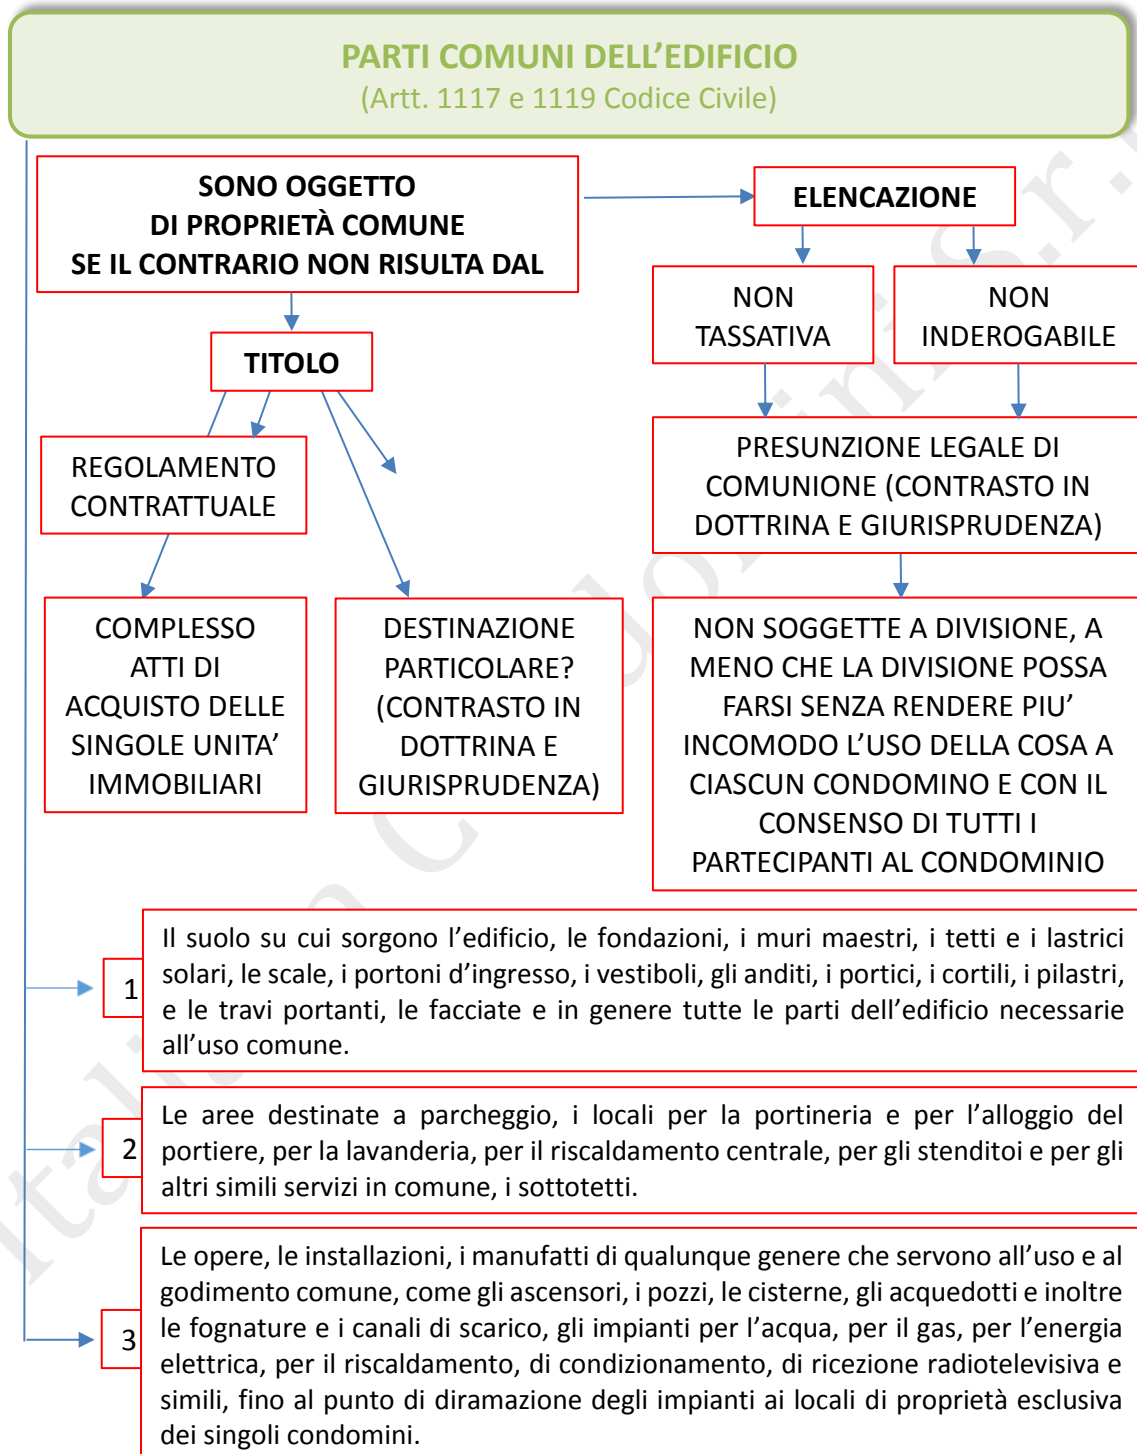 PARTI COMUNI DELL’EDIFICIO
(Artt. 1117 e 1119 Codice Civile)
SONO OGGETTO
DI PROPRIETÀ COMUNE
SE IL CONTRARIO NON RISULTA DAL
ELENCAZIONE
NON
TASSATIVA
NON
INDEROGABILE
TITOLO
REGOLAMENTO
CONTRATTUALE
PRESUNZIONE LEGALE DI
COMUNIONE (CONTRASTO IN
DOTTRINA E GIURISPRUDENZA)
COMPLESSO
ATTI DI
ACQUISTO DELLE
SINGOLE UNITA’
IMMOBILIARI
DESTINAZIONE
PARTICOLARE?
(CONTRASTO IN
DOTTRINA E
GIURISPRUDENZA)
NON SOGGETTE A DIVISIONE, A
MENO CHE LA DIVISIONE POSSA
FARSI SENZA RENDERE PIU’
INCOMODO L’USO DELLA COSA A
CIASCUN CONDOMINO E CON IL
CONSENSO DI TUTTI I
PARTECIPANTI AL CONDOMINIO
1
Il suolo su cui sorgono l’edificio, le fondazioni, i muri maestri, i tetti e i lastrici
solari, le scale, i portoni d’ingresso, i vestiboli, gli anditi, i portici, i cortili, i pilastri,
e le travi portanti, le facciate e in genere tutte le parti dell’edificio necessarie
all’uso comune.
2
Le aree destinate a parcheggio, i locali per la portineria e per l’alloggio del
portiere, per la lavanderia, per il riscaldamento centrale, per gli stenditoi e per gli
altri simili servizi in comune, i sottotetti.
3
Le opere, le installazioni, i manufatti di qualunque genere che servono all’uso e al
godimento comune, come gli ascensori, i pozzi, le cisterne, gli acquedotti e inoltre
le fognature e i canali di scarico, gli impianti per l’acqua, per il gas, per l’energia
elettrica, per il riscaldamento, di condizionamento, di ricezione radiotelevisiva e
simili, fino al punto di diramazione degli impianti ai locali di proprietà esclusiva
dei singoli condomini.